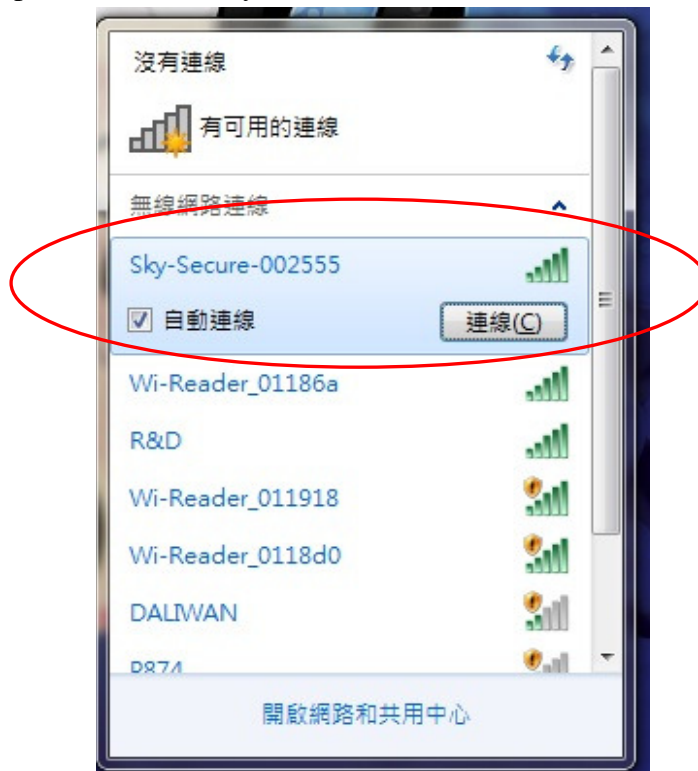 沒有連線
有可用的連線
無線網路連線
Sky-Secure-002555
自動連線 連線(C)
Wi-Reader_01186a
R&D
Wi-Reader_011918
Wi-Reader_0118d0
DALIWAN
P874
開啟網路和共用中心